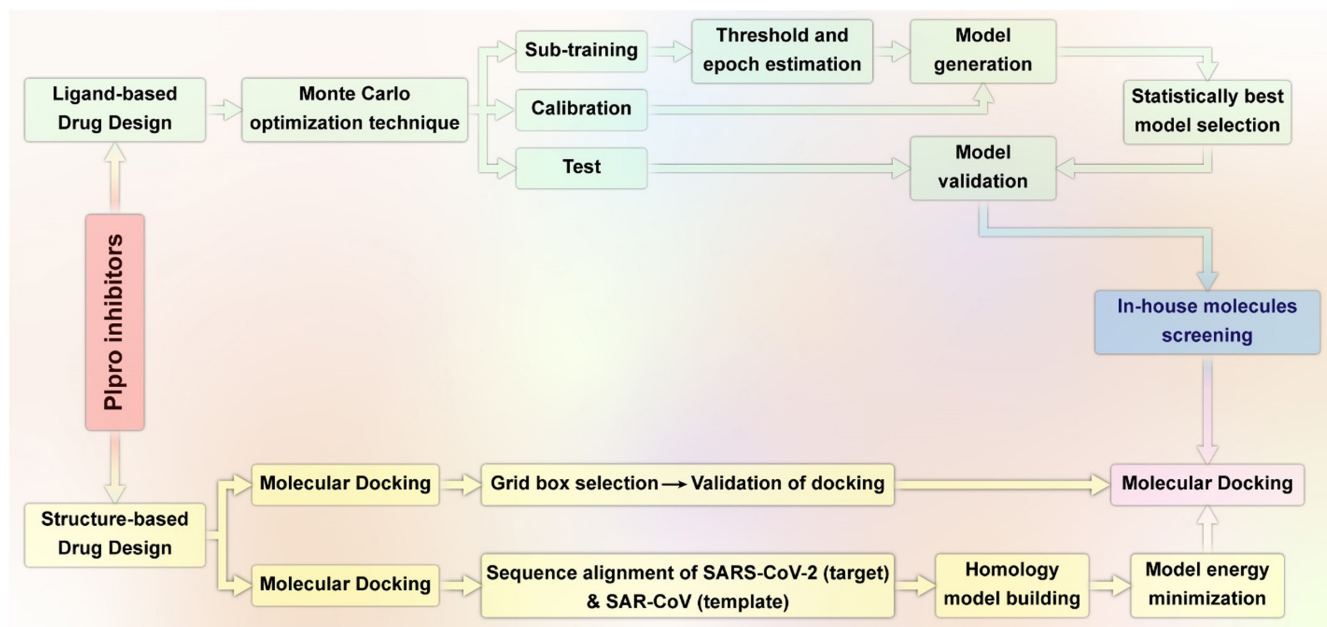 Ligand-based
Drug Design
Monte Carlo
optimization technique
Sub-training
Calibration
Test
Threshold and
epoch estimation
Model
generation
Statistically best
model selection
Model
validation
In-house molecules
screening
Plpro inhibitors
Structure-based
Drug Design
Molecular Docking
Grid box selection → Validation of docking
Molecular Docking
Molecular Docking
Sequence alignment of SARS-CoV-2 (target)
& SAR-CoV (template)
Homology
model building
Model energy
minimization